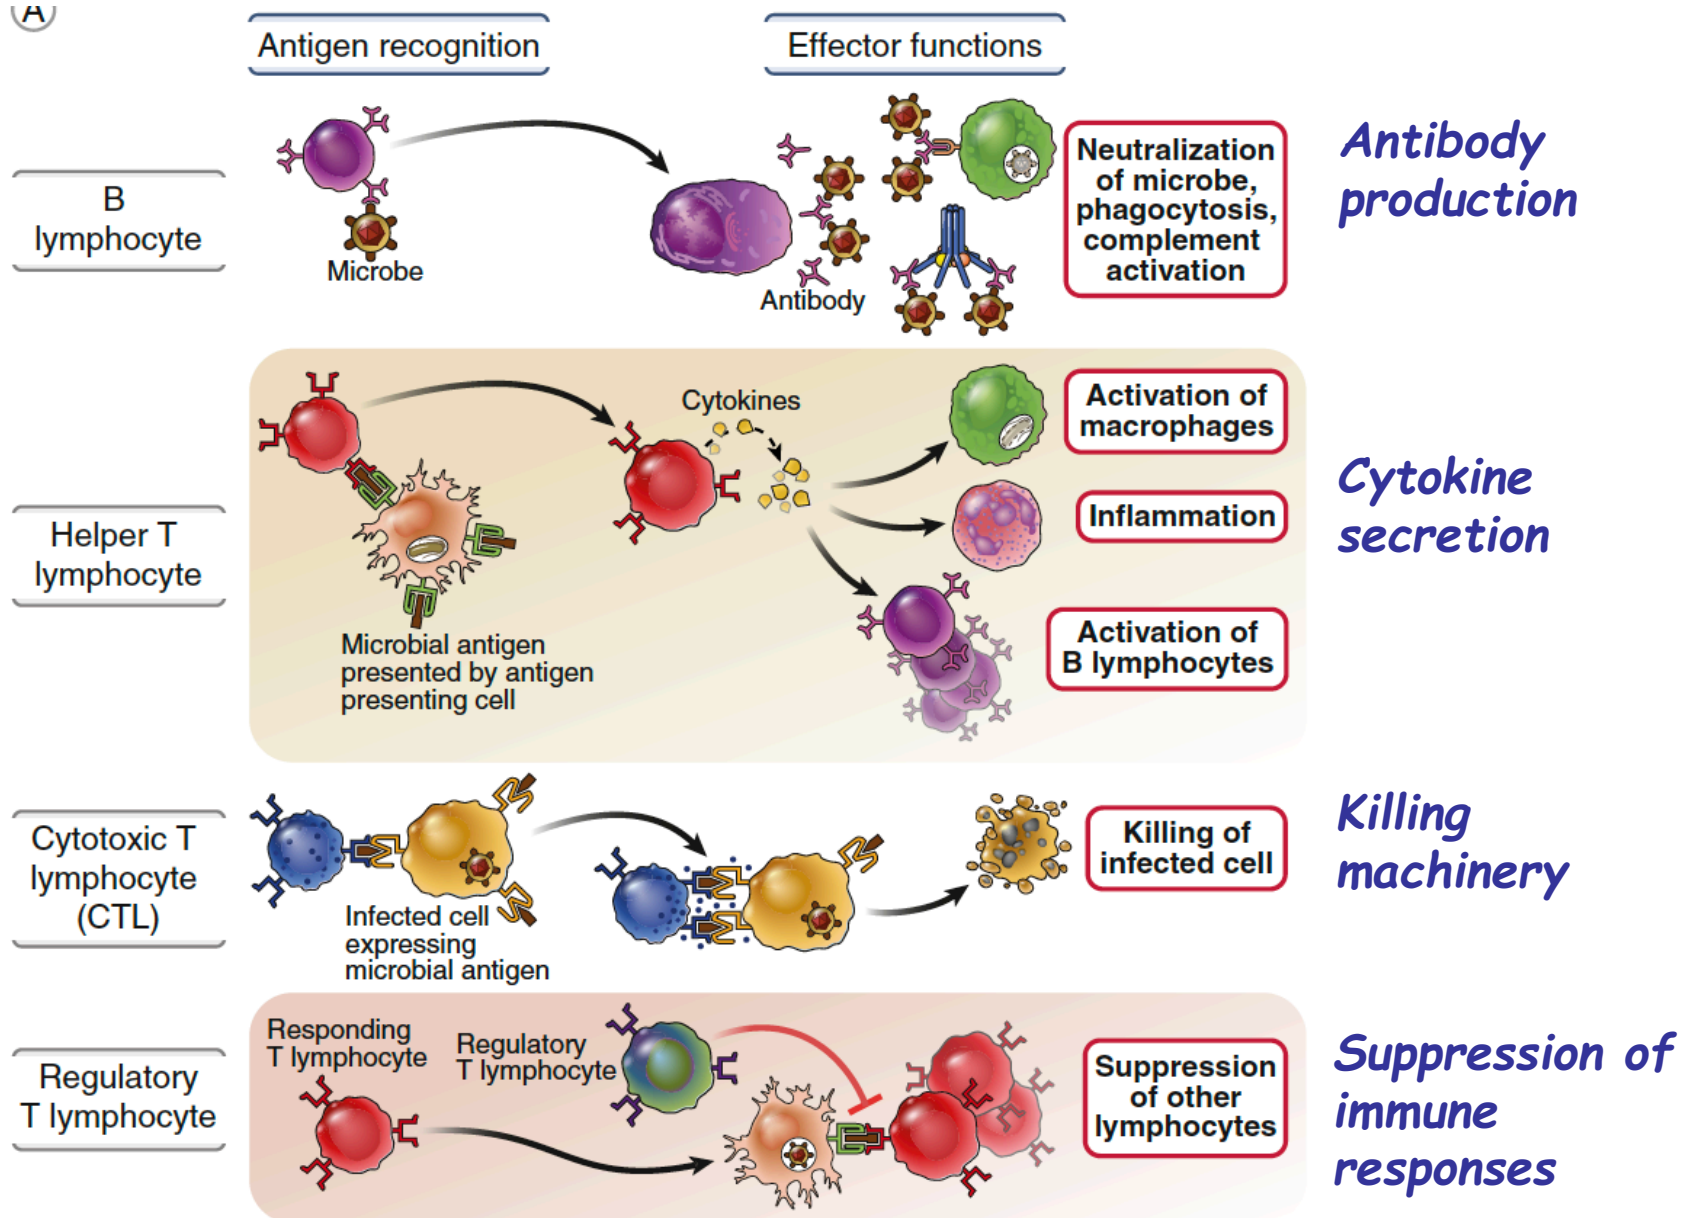 A
Antigen recognition
Effector functions
B
lymphocyte
Microbe
Antibody
Neutralization
of microbe,
phagocytosis,
complement
activation
Antibody
production
Helper T
lymphocyte
Microbial antigen
presented by antigen
presenting cell
Cytokines
Activation of
macrophages
Inflammation
Activation of
B lymphocytes
Cytokine
secretion
Cytotoxic T
lymphocyte
(CTL)
Infected cell
expressing
microbial antigen
Killing of
infected cell
Killing
machinery
Regulatory
T lymphocyte
Responding
T lymphocyte
Regulatory
T lymphocyte
Suppression
of other
lymphocytes
Suppression of
immune
responses